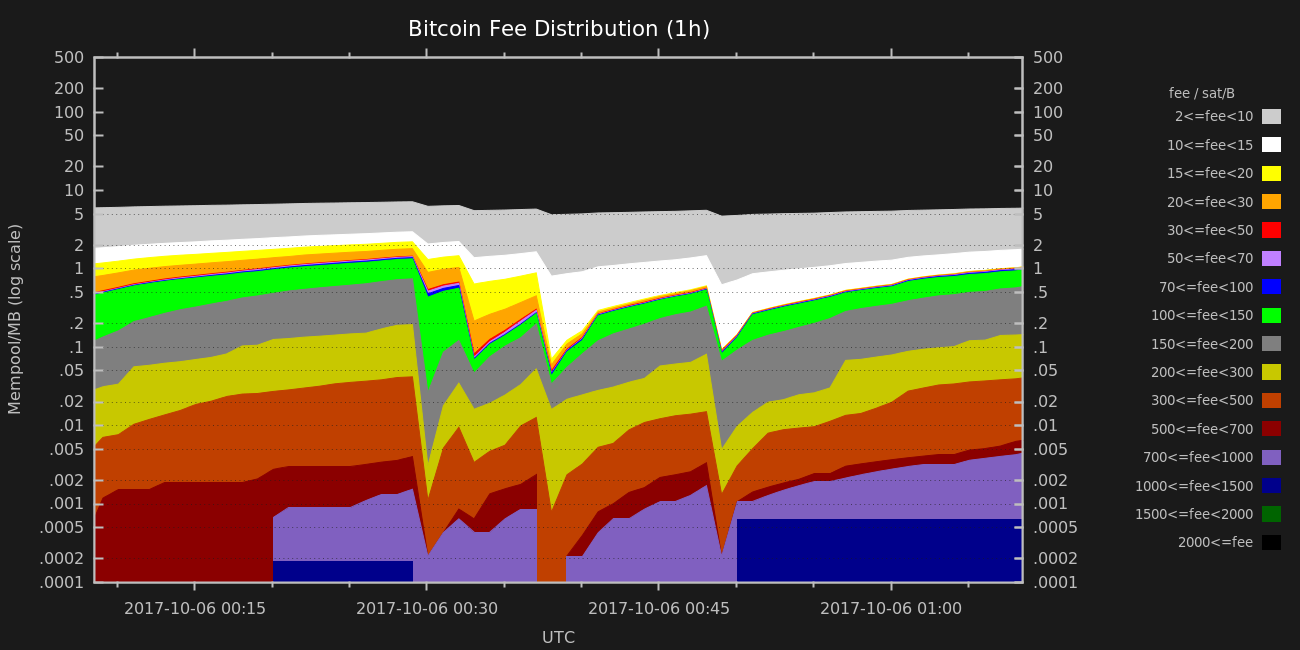 Bitcoin Fee Distribution (1h)
Mempool/MB (log scale)
500
200
100
50
20
10
5
2
1
.5
.2
.1
.05
.02
.01
.005
.002
.001
.0005
.0002
.0001
500
200
100
50
20
10
5
2
1
.5
.2
.1
.05
.02
.01
.005
.002
.001
.0005
.0002
.0001
2017-10-06 00:15 2017-10-06 00:30 2017-10-06 00:45 2017-10-06 01:00
UTC
fee / sat/B
2<=fee<10
10<=fee<15
15<=fee<20
20<=fee<30
30<=fee<50
50<=fee<70
70<=fee<100
100<=fee<150
150<=fee<200
200<=fee<300
300<=fee<500
500<=fee<700
700<=fee<1000
1000<=fee<1500
1500<=fee<2000
2000<=fee